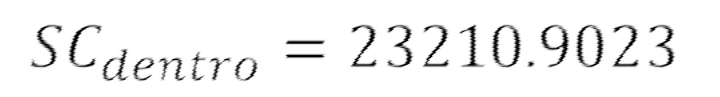 SC_dentro = 23210.9023